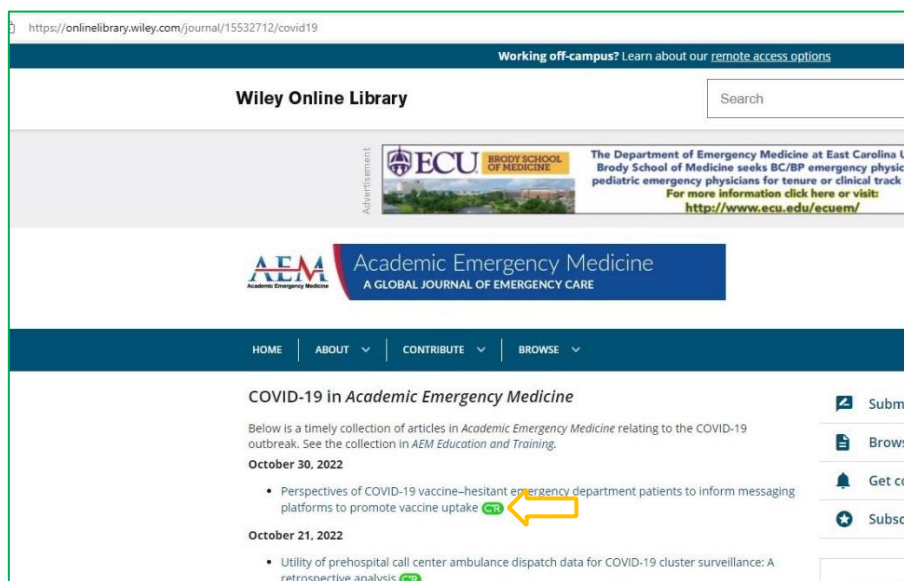 https://onlinelibrary.wiley.com/journal/15532712/covid19
Working off-campus? Learn about our remote access options
Wiley Online Library
Search
Advertisement
ECU BRODY SCHOOL OF MEDICINE
The Department of Emergency Medicine at East Carolina
Brody School of Medicine seeks BC/BP emergency
pediatric emergency physicians for tenure or clinical track
For more information click here or visit:
http://www.ecu.edu/ecuem/
AEM
Academic Emergency Medicine
Academic Emergency Medicine
A GLOBAL JOURNAL OF EMERGENCY CARE
HOME ABOUT CONTRIBUTE BROWSE
COVID-19 in Academic Emergency Medicine
Below is a timely collection of articles in Academic Emergency Medicine relating to the COVID-19
outbreak. See the collection in AEM Education and Training.
October 30, 2022
• Perspectives of COVID-19 vaccine–hesitant emergency department patients to inform messaging
platforms to promote vaccine uptake CR
October 21, 2022
• Utility of prehospital call center ambulance dispatch data for COVID-19 cluster surveillance: A
retrospective analysis CR
Subm
Brows
Get co
Subsc